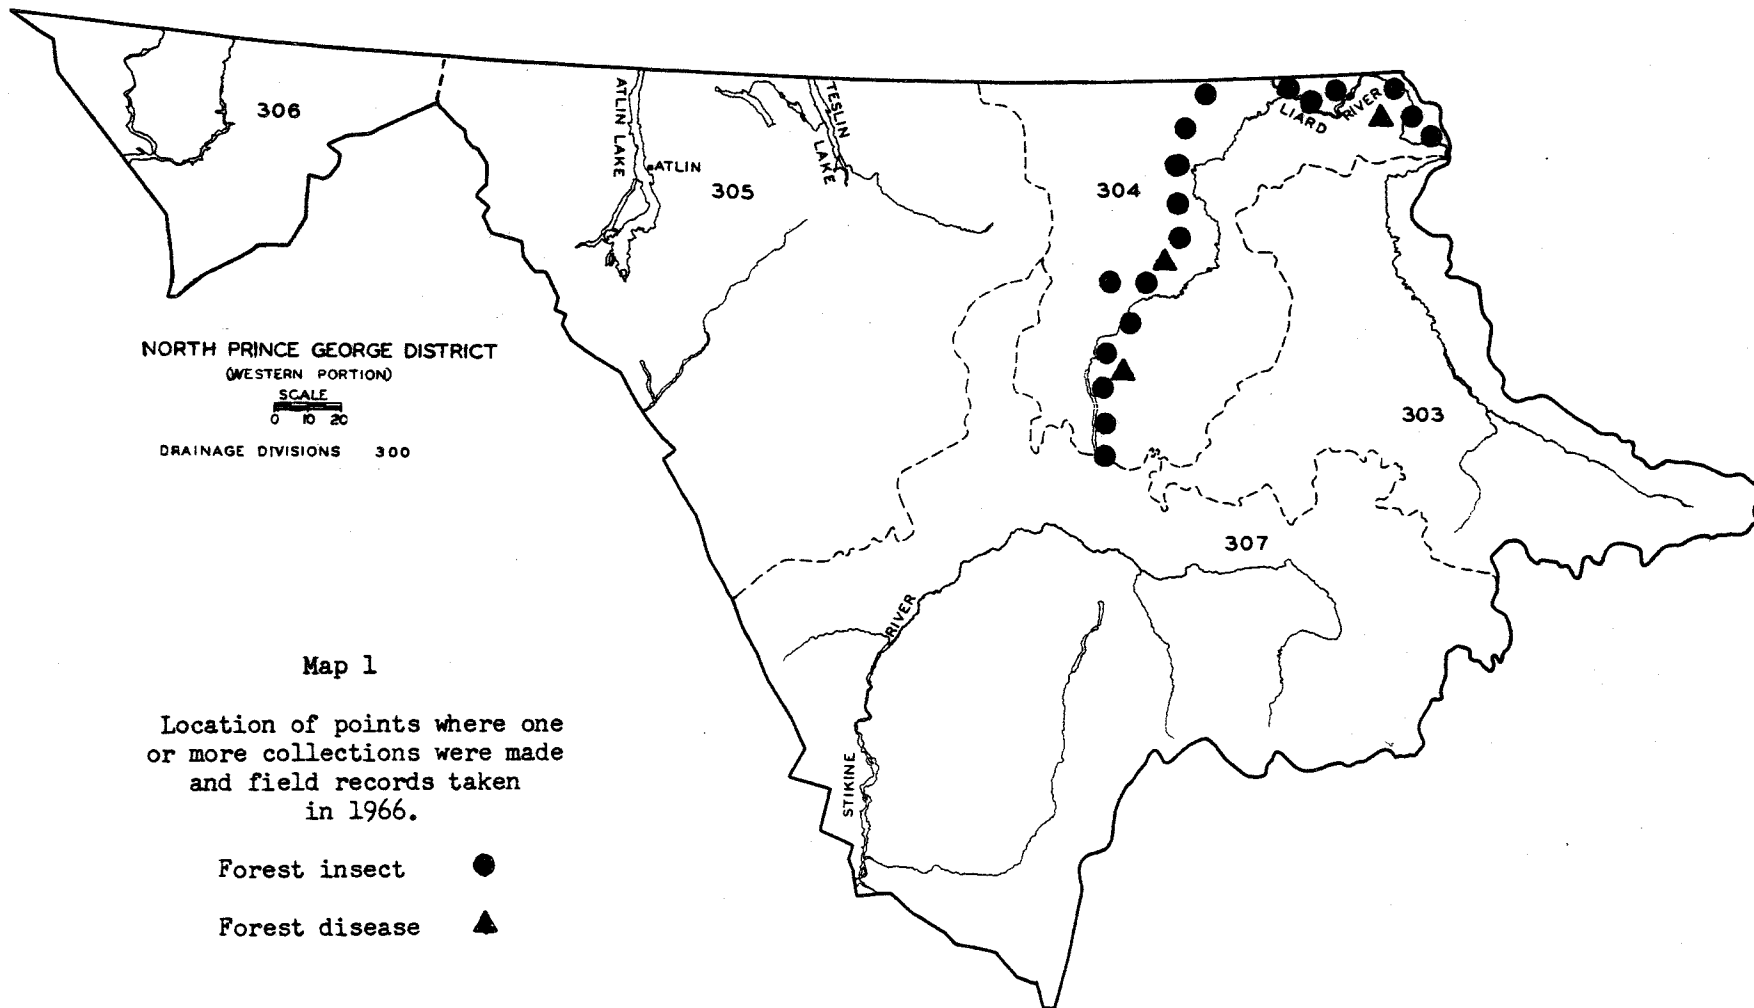 306
ATLIN LAKE
ATLIN
305
TESLIN
LAKE
304
LIARD
RIVER
303
307
NORTH PRINCE GEORGE DISTRICT
(WESTERN PORTION)
SCALE
0 10 20
DRAINAGE DIVISIONS 300
RIVER
STIKINE
Map 1
Location of points where one
or more collections were made
and field records taken
in 1966.
Forest insect
Forest disease